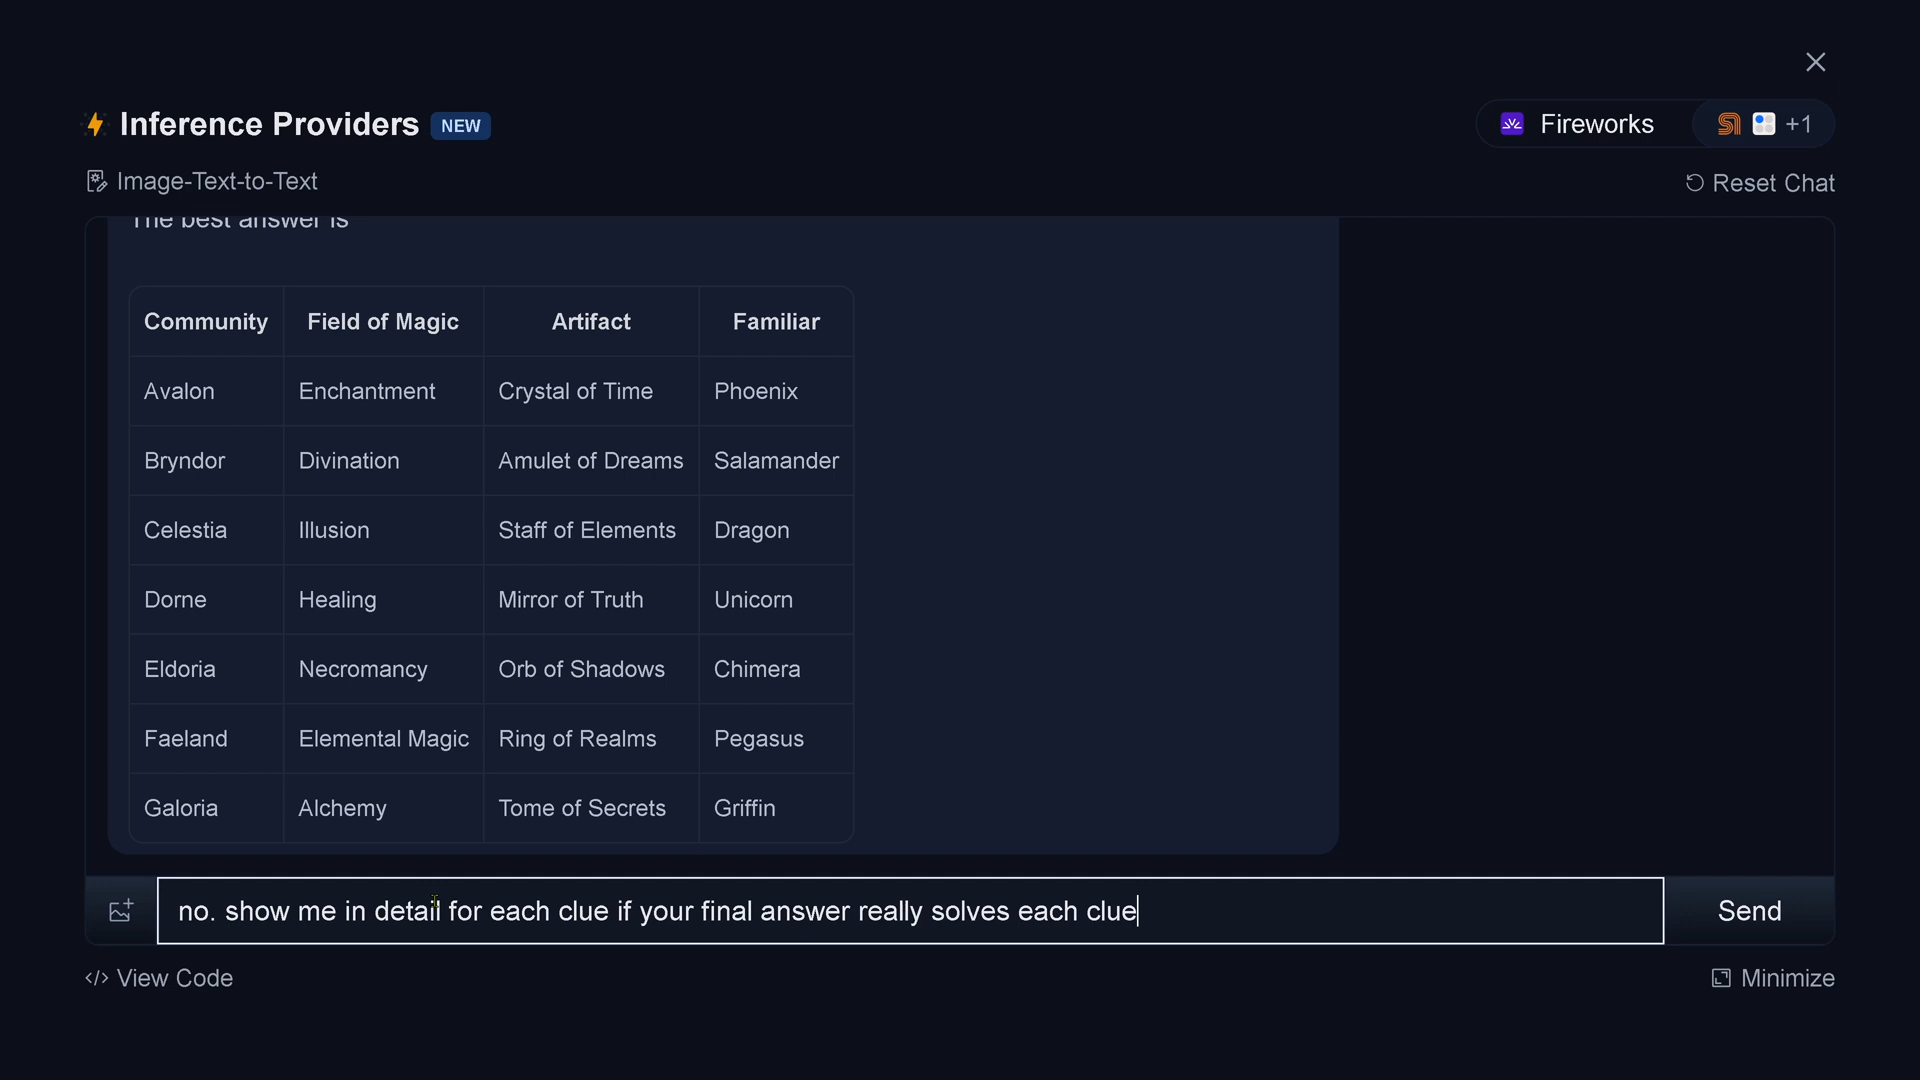 Inference Providers NEW
Fireworks
+1
Image-Text-to-Text
Reset Chat
The best answer is
Community Field of Magic Artifact Familiar
Avalon Enchantment Crystal of Time Phoenix
Bryndor Divination Amulet of Dreams Salamander
Celestia Illusion Staff of Elements Dragon
Dorne Healing Mirror of Truth Unicorn
Eldoria Necromancy Orb of Shadows Chimera
Faeland Elemental Magic Ring of Realms Pegasus
Galoria Alchemy Tome of Secrets Griffin
no. show me in detail for each clue if your final answer really solves each clue
Send
</> View Code
Minimize